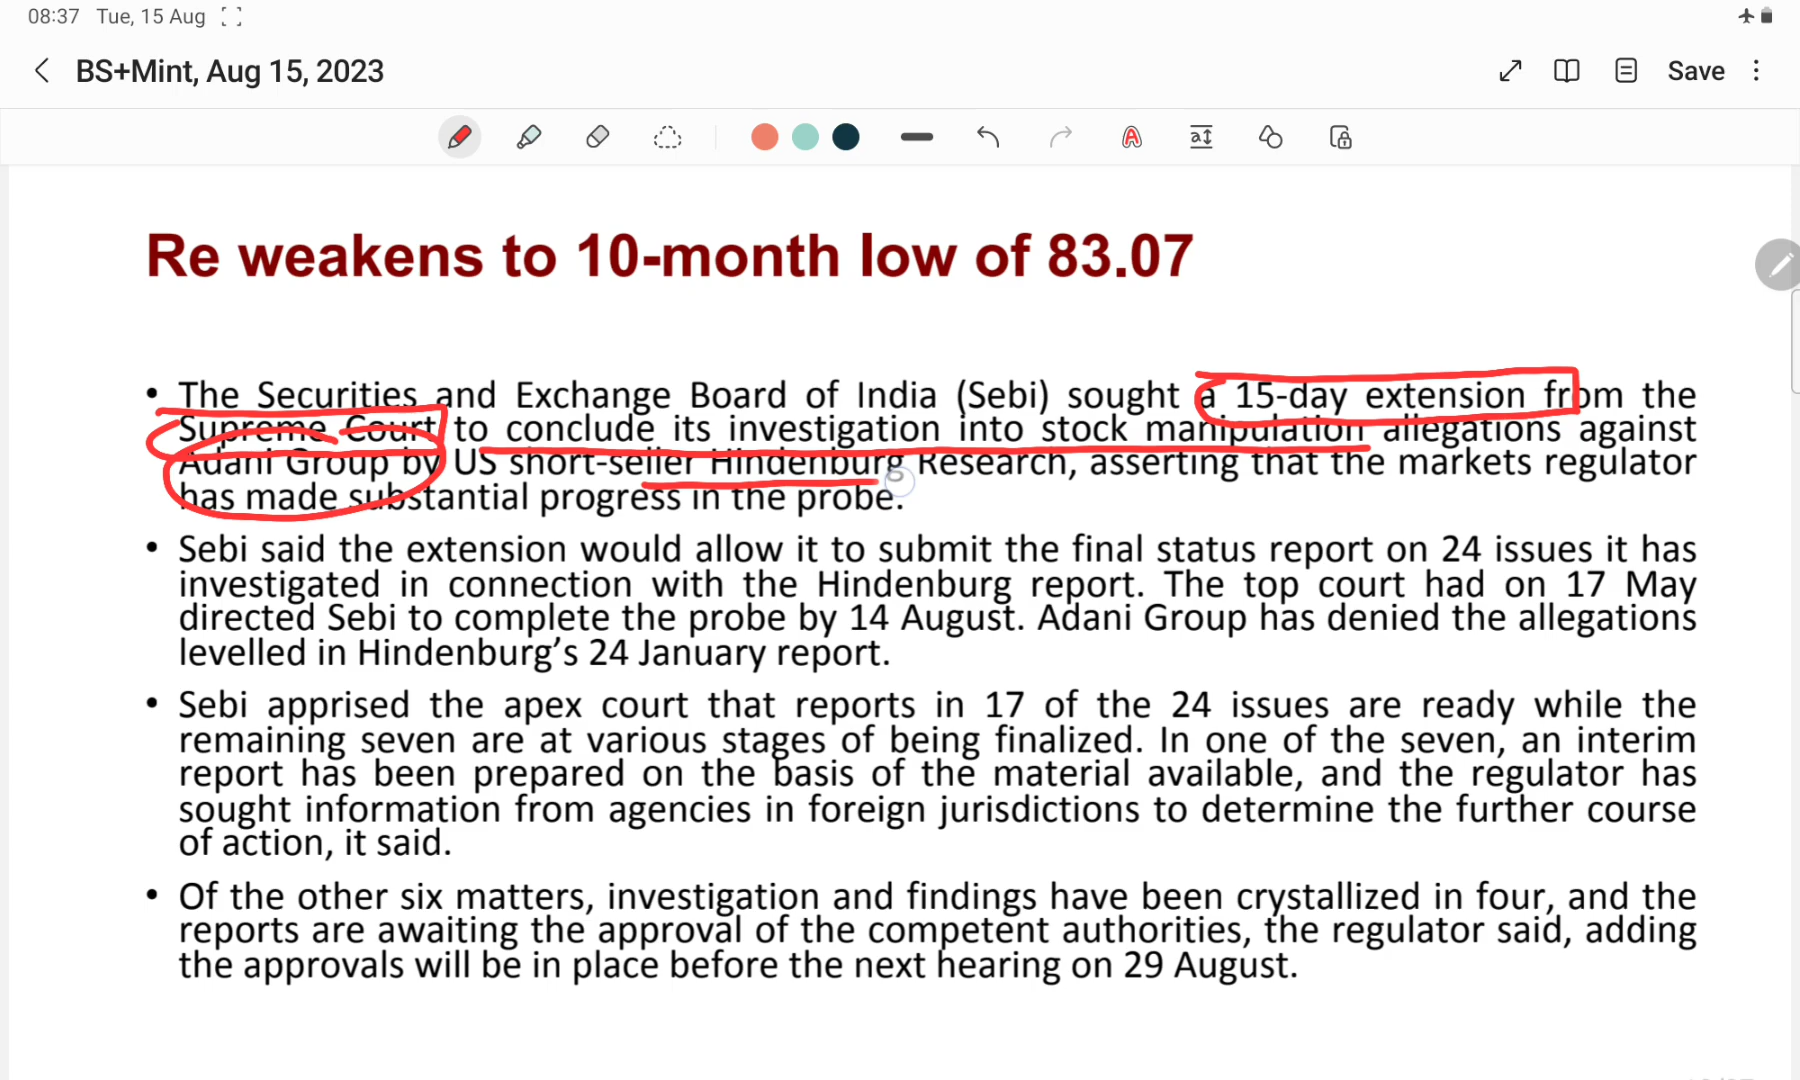 08:37 Tue, 15 Aug
BS+Mint, Aug 15, 2023
Save
A
a
Re weakens to 10-month low of 83.07
• The Securities and Exchange Board of India (Sebi) sought a 15-day extension from the
Supreme Court to conclude its investigation into stock manipulation allegations against
Adani Group by US short-seller Hindenburg Research, asserting that the markets regulator
has made substantial progress in the probe.
• Sebi said the extension would allow it to submit the final status report on 24 issues it has
investigated in connection with the Hindenburg report. The top court had on 17 May
directed Sebi to complete the probe by 14 August. Adani Group has denied the allegations
levelled in Hindenburg’s 24 January report.
• Sebi apprised the apex court that reports in 17 of the 24 issues are ready while the
remaining seven are at various stages of being finalized. In one of the seven, an interim
report has been prepared on the basis of the material available, and the regulator has
sought information from agencies in foreign jurisdictions to determine the further course
of action, it said.
• Of the other six matters, investigation and findings have been crystallized in four, and the
reports are awaiting the approval of the competent authorities, the regulator said, adding
the approvals will be in place before the next hearing on 29 August.